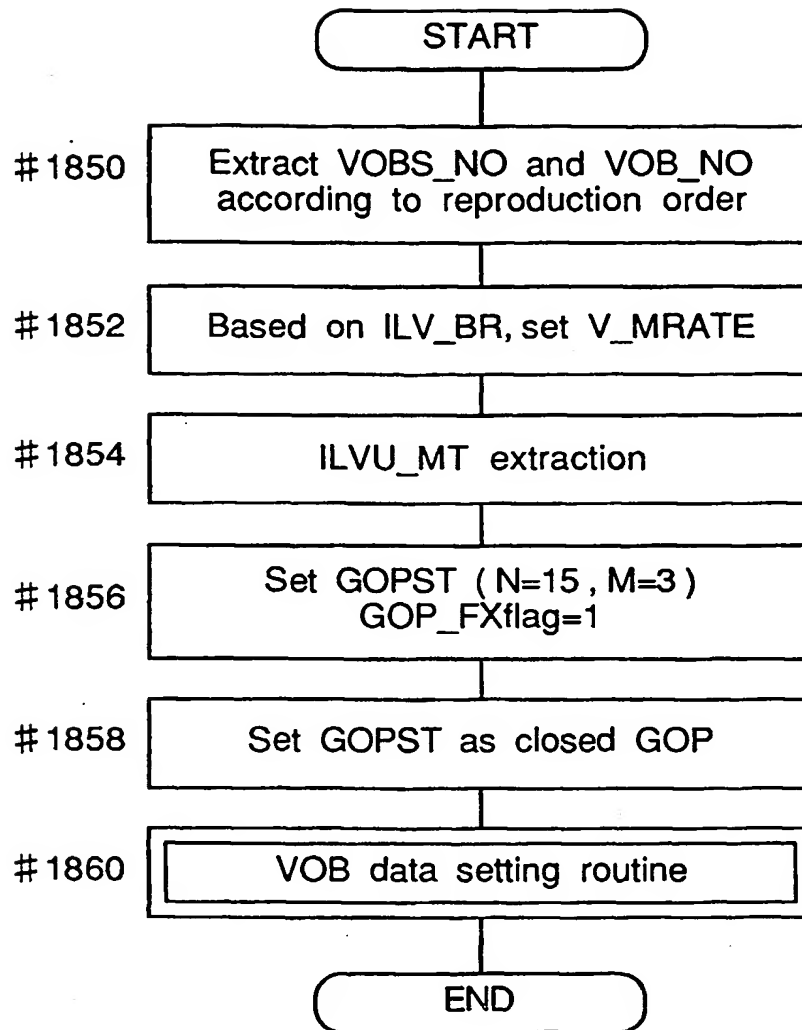 START
#1850 Extract VOBS_NO and VOB_NO
according to reproduction order
#1852 Based on ILV_BR, set V_MRATE
#1854 ILVU_MT extraction
#1856 Set GOPST (N=15, M=3)
GOP_FXflag=1
#1858 Set GOPST as closed GOP
#1860 VOB data setting routine
END